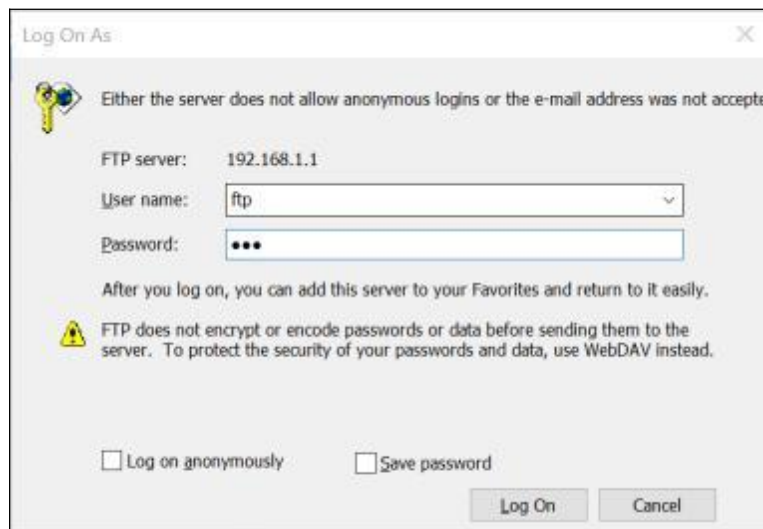 Log On As
Either the server does not allow anonymous logins or the e-mail address was not accepte
FTP server: 192.168.1.1
User name: ftp
Password: •••
After you log on, you can add this server to your Favorites and return to it easily.
FTP does not encrypt or encode passwords or data before sending them to the
server. To protect the security of your passwords and data, use WebDAV instead.
Log on anonymously Save password
Log On Cancel